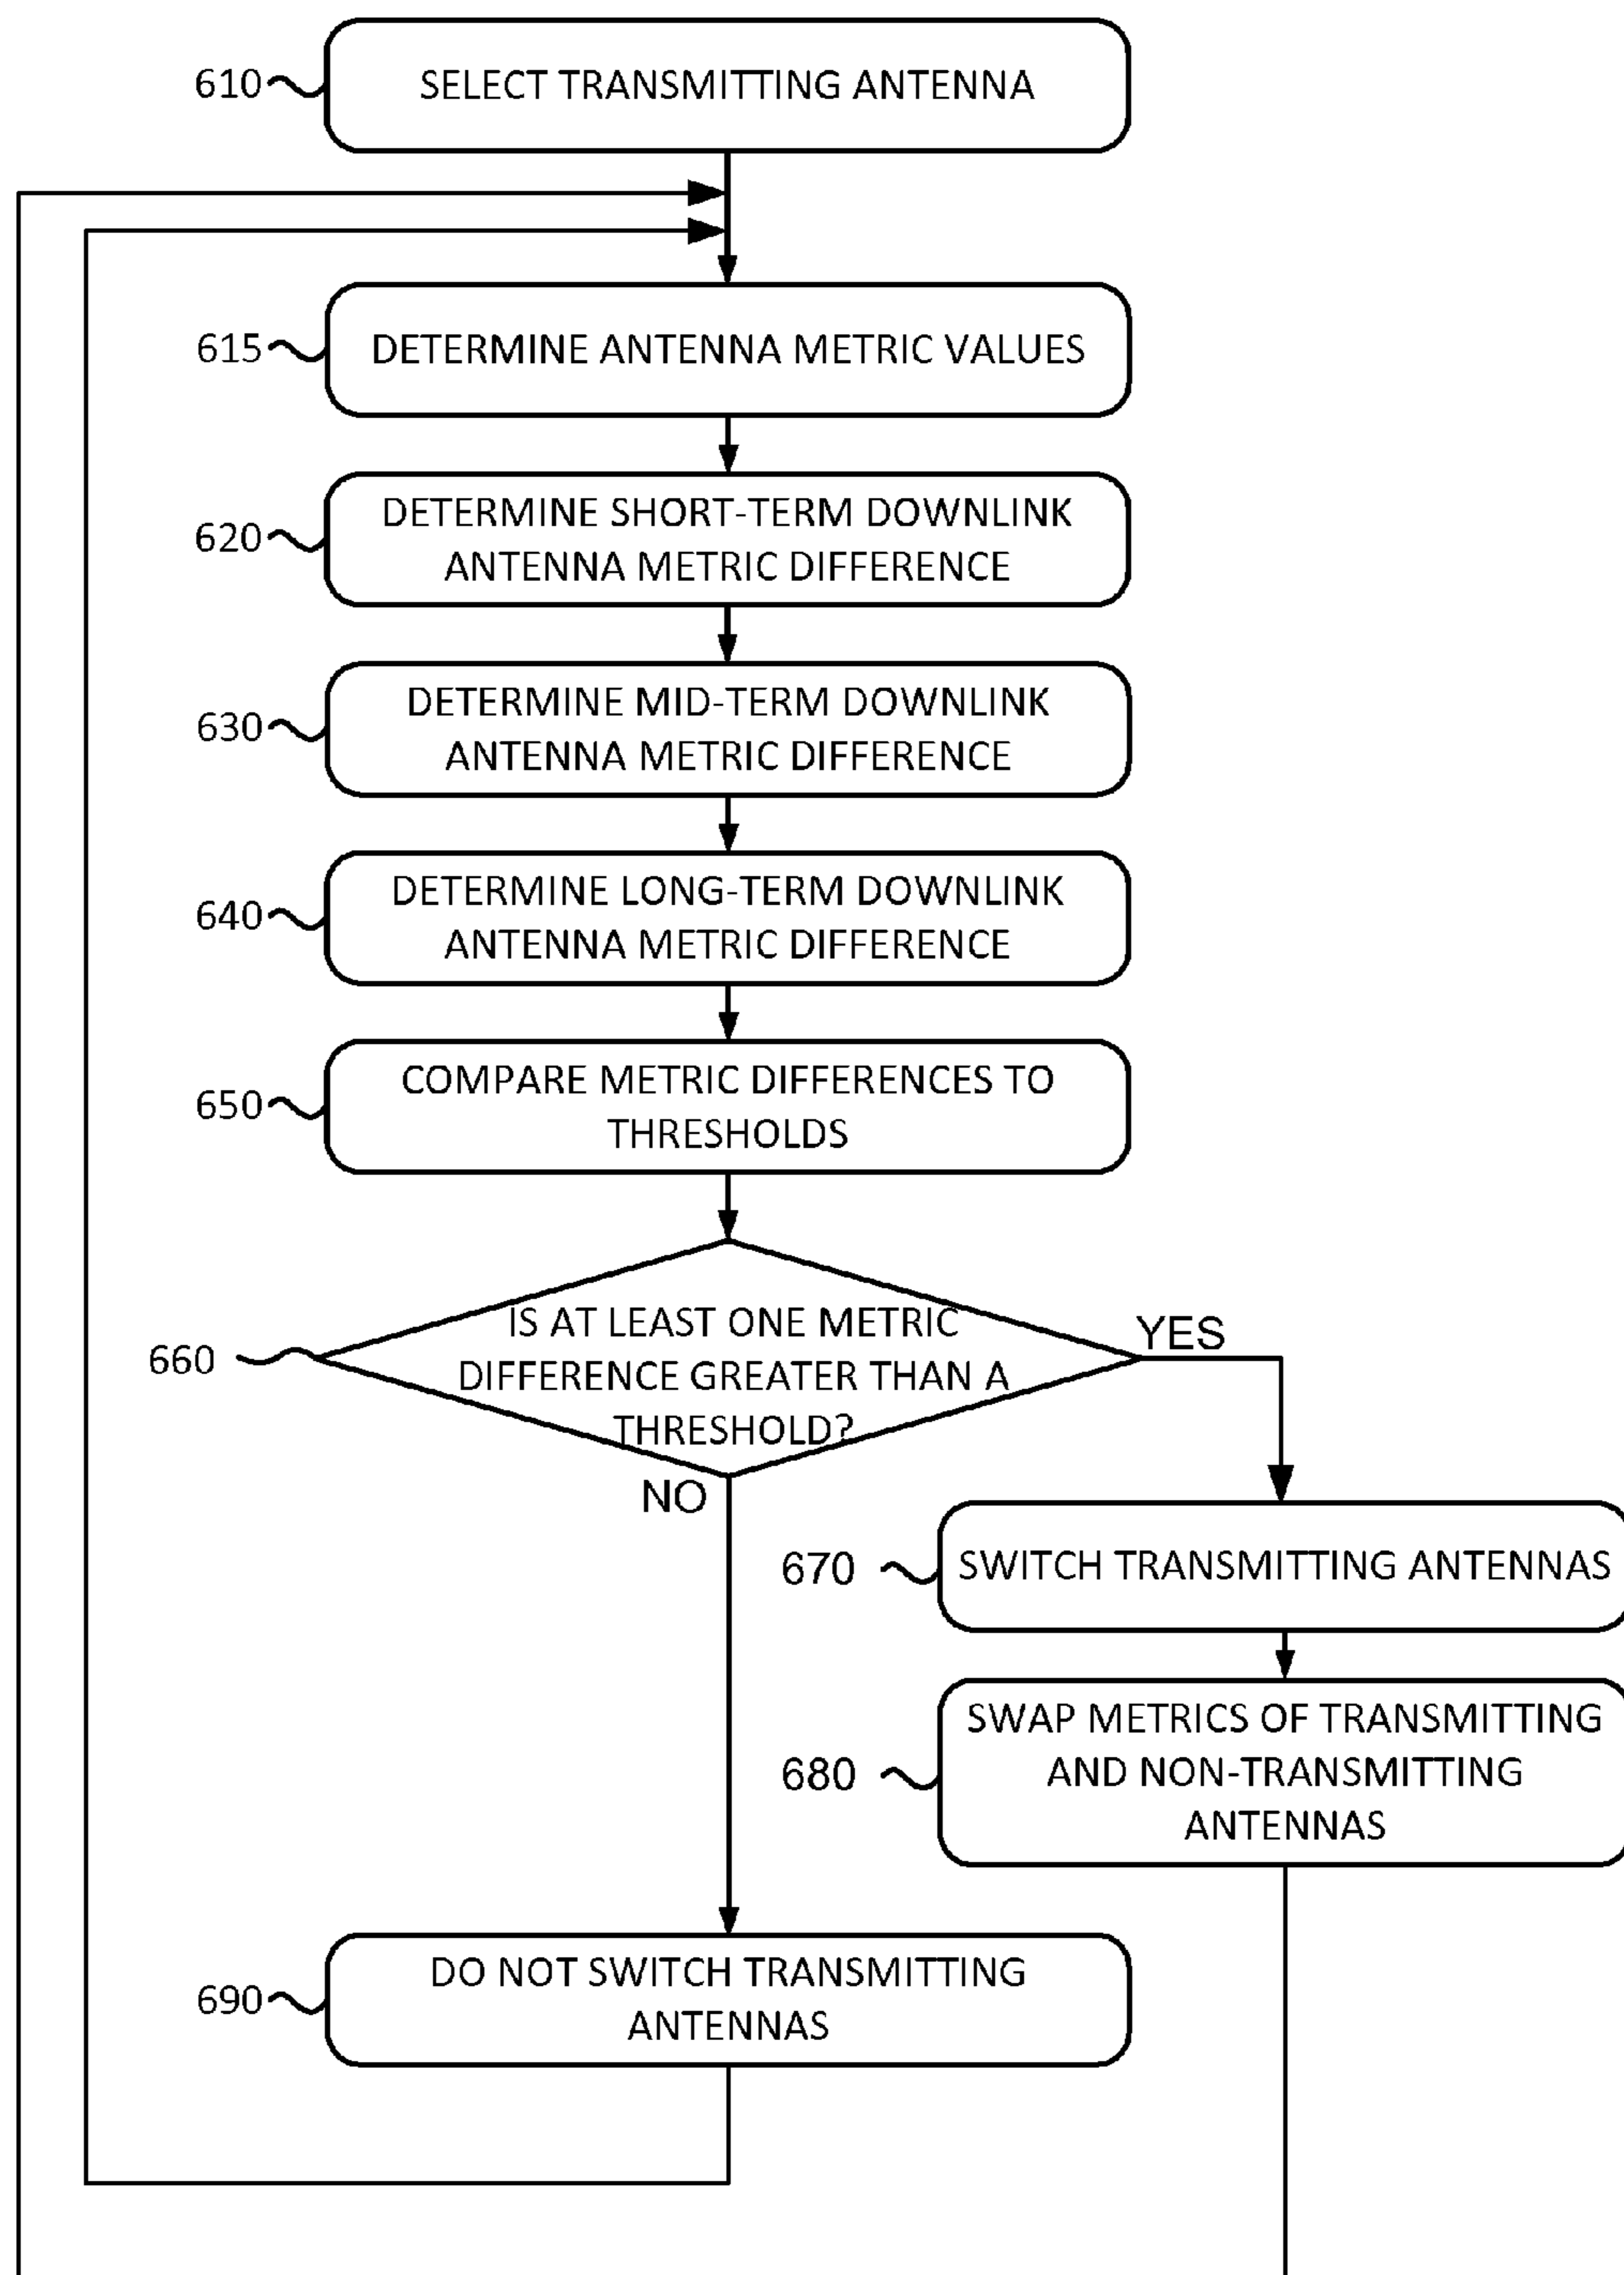 610
SELECT TRANSMITTING ANTENNA
615
DETERMINE ANTENNA METRIC VALUES
620
DETERMINE SHORT-TERM DOWNLINK
ANTENNA METRIC DIFFERENCE
630
DETERMINE MID-TERM DOWNLINK
ANTENNA METRIC DIFFERENCE
640
DETERMINE LONG-TERM DOWNLINK
ANTENNA METRIC DIFFERENCE
650
COMPARE METRIC DIFFERENCES TO
THRESHOLDS
660
IS AT LEAST ONE METRIC
DIFFERENCE GREATER THAN A
THRESHOLD?
YES
NO
670
SWITCH TRANSMITTING ANTENNAS
680
SWAP METRICS OF TRANSMITTING
AND NON-TRANSMITTING
ANTENNAS
690
DO NOT SWITCH TRANSMITTING
ANTENNAS